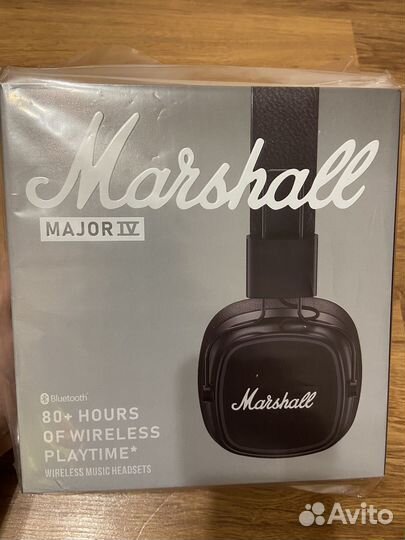 Marshall
MAJOR IV
Bluetooth
80+ HOURS
OF WIRELESS
PLAYTIME*
WIRELESS MUSIC HEADSETS
Marshall
Avito